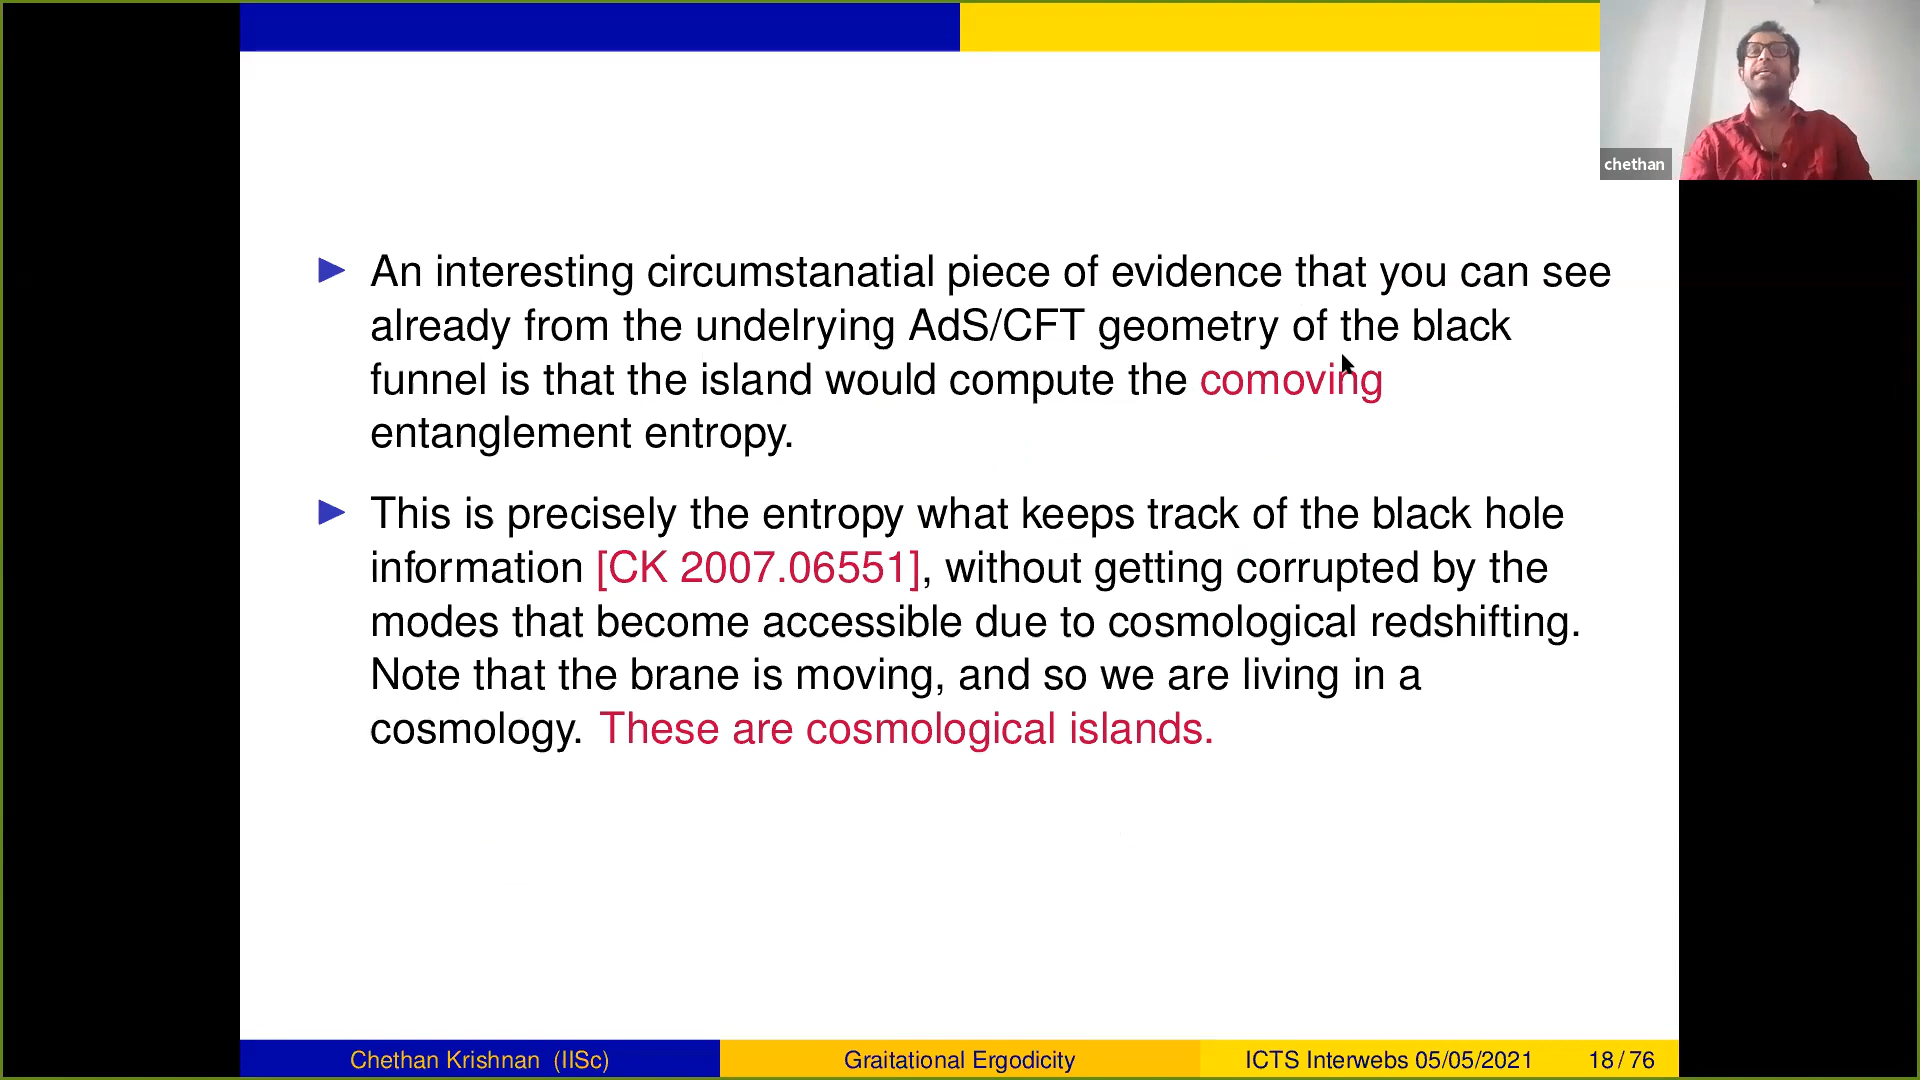 chethan
An interesting circumstanatial piece of evidence that you can see
already from the undelrying AdS/CFT geometry of the black
funnel is that the island would compute the comoving
entanglement entropy.
This is precisely the entropy what keeps track of the black hole
information [CK 2007.06551], without getting corrupted by the
modes that become accessible due to cosmological redshifting.
Note that the brane is moving, and so we are living in a
cosmology. These are cosmological islands.
Chethan Krishnan (IISc)
Graitational Ergodicity
ICTS Interwebs 05/05/2021
18/76